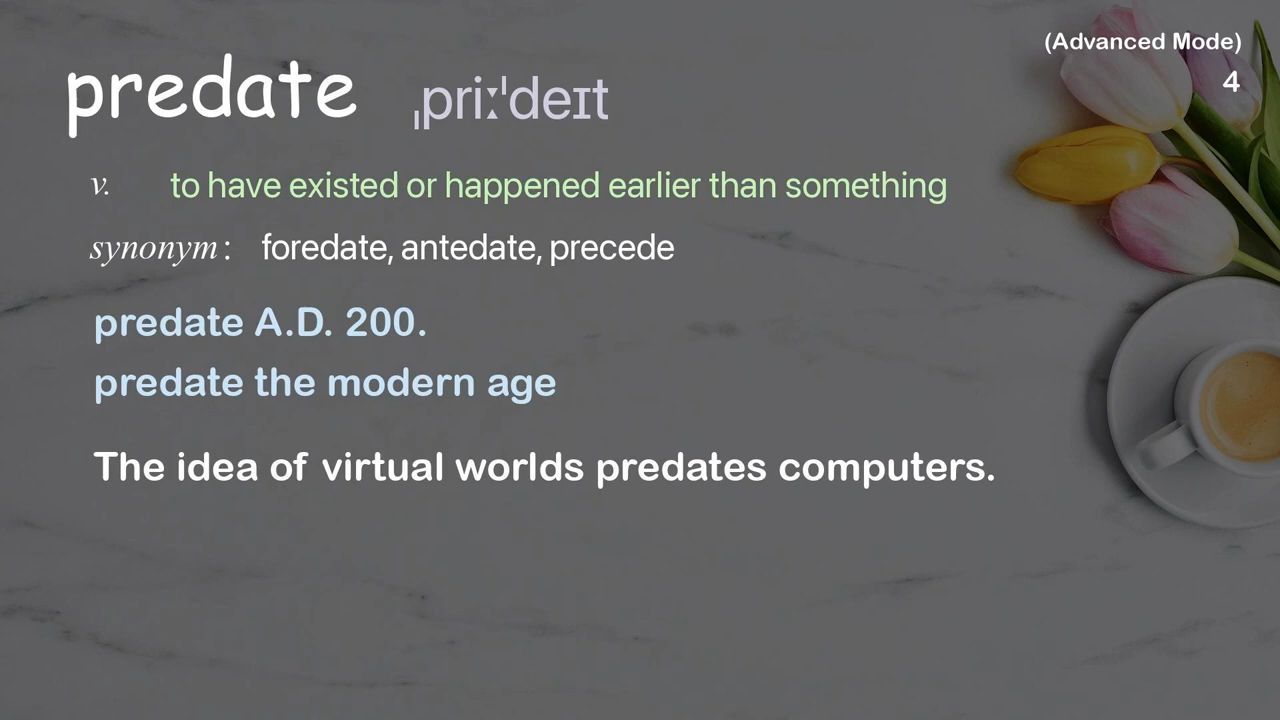 (Advanced Mode)
4
predate ˌpriːˈdeɪt
v. to have existed or happened earlier than something
synonym: foredate, antedate, precede
predate A.D. 200.
predate the modern age
The idea of virtual worlds predates computers.